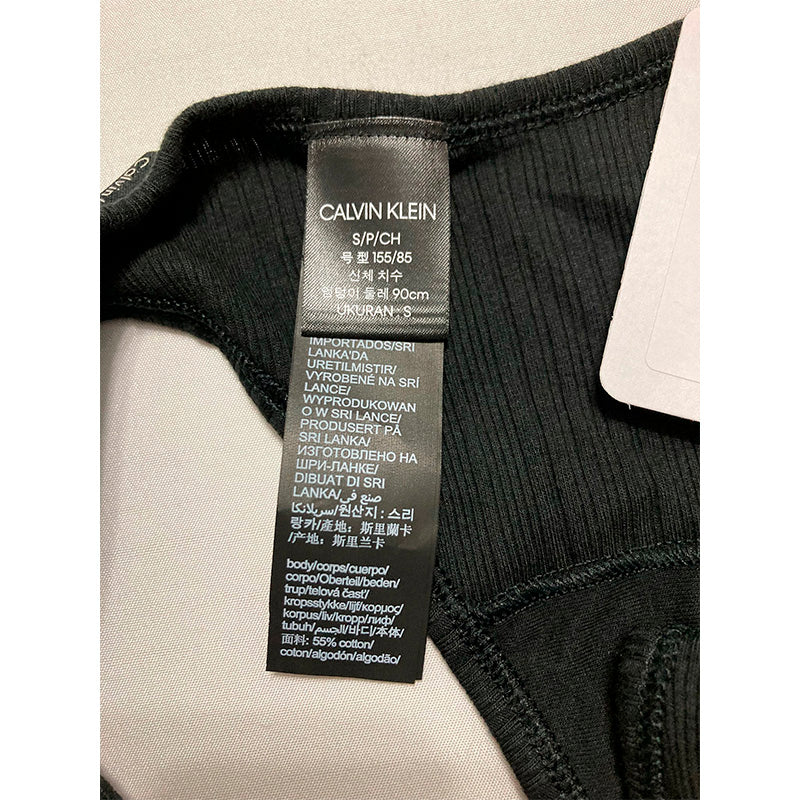 Calvin
CALVIN KLEIN
S/P/CH
号型 155/85
신체 치수
엉덩이 둘레 90cm
UKURAN : S
IMPORTADOS/SRI
LANKA'DA
URETILMISTIR/
VYROBENÉ NA SRÍ
LANCE/
WYPRODUKOWAN
O W SRI LANCE/
PRODUSERT PÅ
SRI LANKA/
ИЗГОТОВЛЕНО НА
ШРИ-ЛАНКЕ/
DIBUAT DI SRI
LANKA/صنع في
سريلانكا/원산지 : 스리
랑카/產地：斯里蘭卡
/产地：斯里兰卡
body/corps/cuerpo/
corpo/Oberteil/beden/
trup/telová časť/
kropsstykke/lijf/κορμος/
korpus/liv/kropp/лиф/
tubuh/الجسم/바디/本体/
面料: 55% cotton/
coton/algodón/algodão/